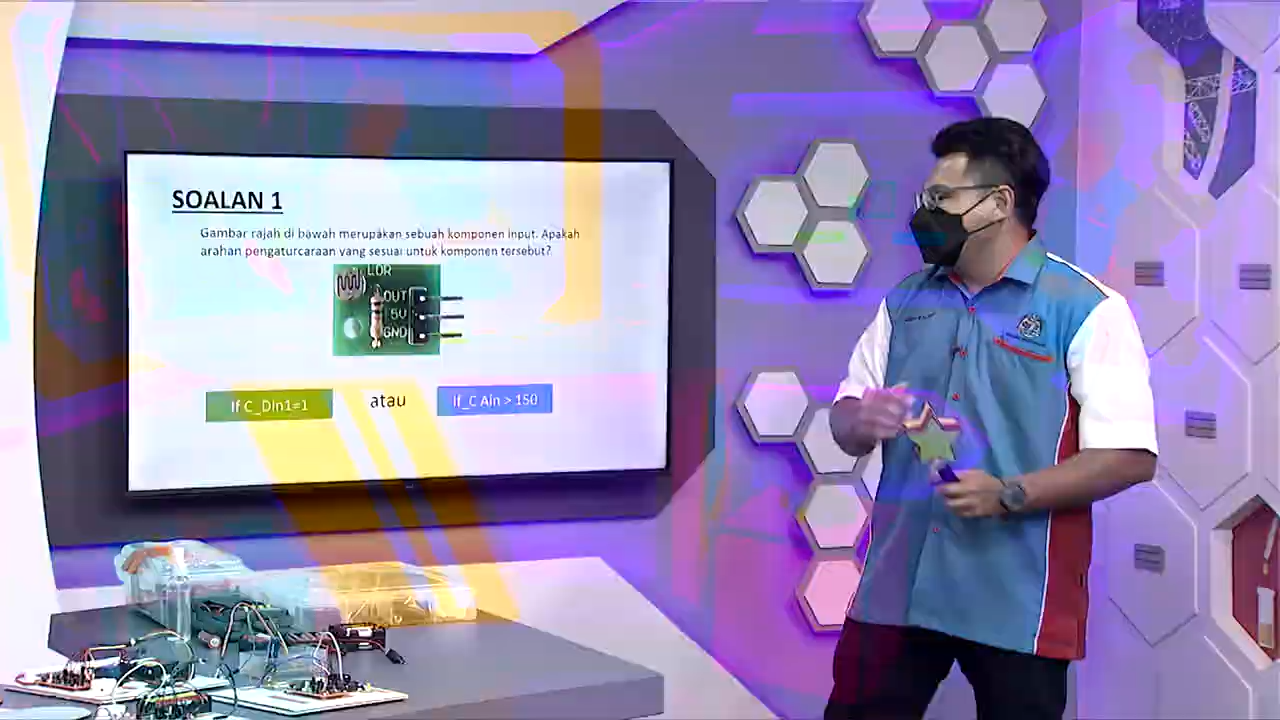 SOALAN 1
Gambar rajah di bawah merupakan sebuah komponen input. Apakah
arahan pengaturcaraan yang sesuai untuk komponen tersebut?
LDR
OUT
5V
GND
If C_Din1=1
atau
If_C Ain > 150